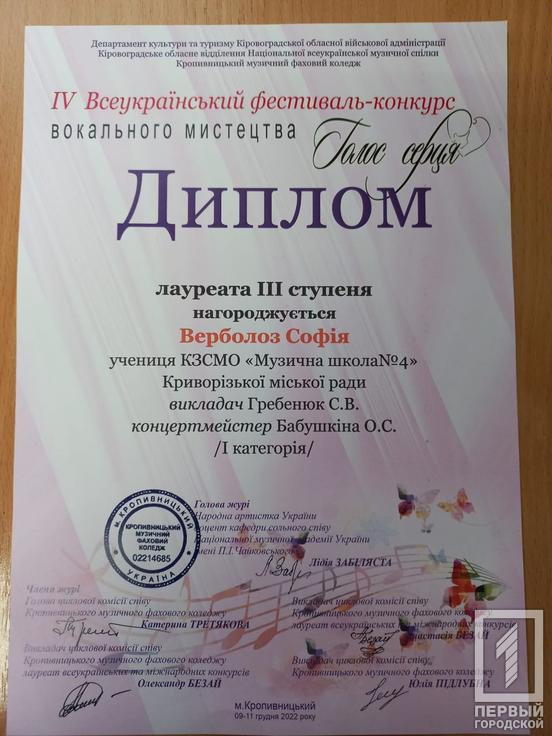 Департамент культури та туризму Кіровоградської обласної військової адміністрації
Кіровоградське обласне відділення Національної всеукраїнської музичної спілки
Кропивницький музичний фаховий коледж
IV Всеукраїнський фестиваль-конкурс
вокального мистецтва Голос серця
Диплом
лауреата ІІІ ступеня
нагороджується
Верболоз Софія
учениця КЗСМО «Музична школа№4»
Криворізької міської ради
викладач Гребенюк С.В.
концертмейстер Бабушкіна О.С.
/І категорія/
м. КРОПИВНИЦЬКИЙ
КРОПИВНИЦЬКИЙ
МУЗИЧНИЙ
ФАХОВИЙ
КОЛЕДЖ
02214685
УКРАЇНА
Голова журі
Народна артистка України
доцент кафедри сольного співу
Національної музичної академії України
імені П.І.Чайковського
Лідія ЗАБІЛЯСТА
Члени журі
Голова циклової комісії співу
Кропивницького музичного фахового коледжу
Катерина ТРЕТЯКОВА
Викладач циклової комісії співу
Кропивницького музичного фахового коледжу
лауреат всеукраїнських та міжнародних конкурсів
Анастасія БЕЗАЙ
Викладач циклової комісії співу
Кропивницького музичного фахового коледжу
лауреат всеукраїнських та міжнародних конкурсів
Олександр БЕЗАЙ
Викладач циклової комісії співу
Кропивницького музичного фахового коледжу
Юлія ПІДЛУБНА
м.Кропивницький
09-11 грудня 2022 року
1
ПЕРВЫЙ
ГОРОДСКОЙ